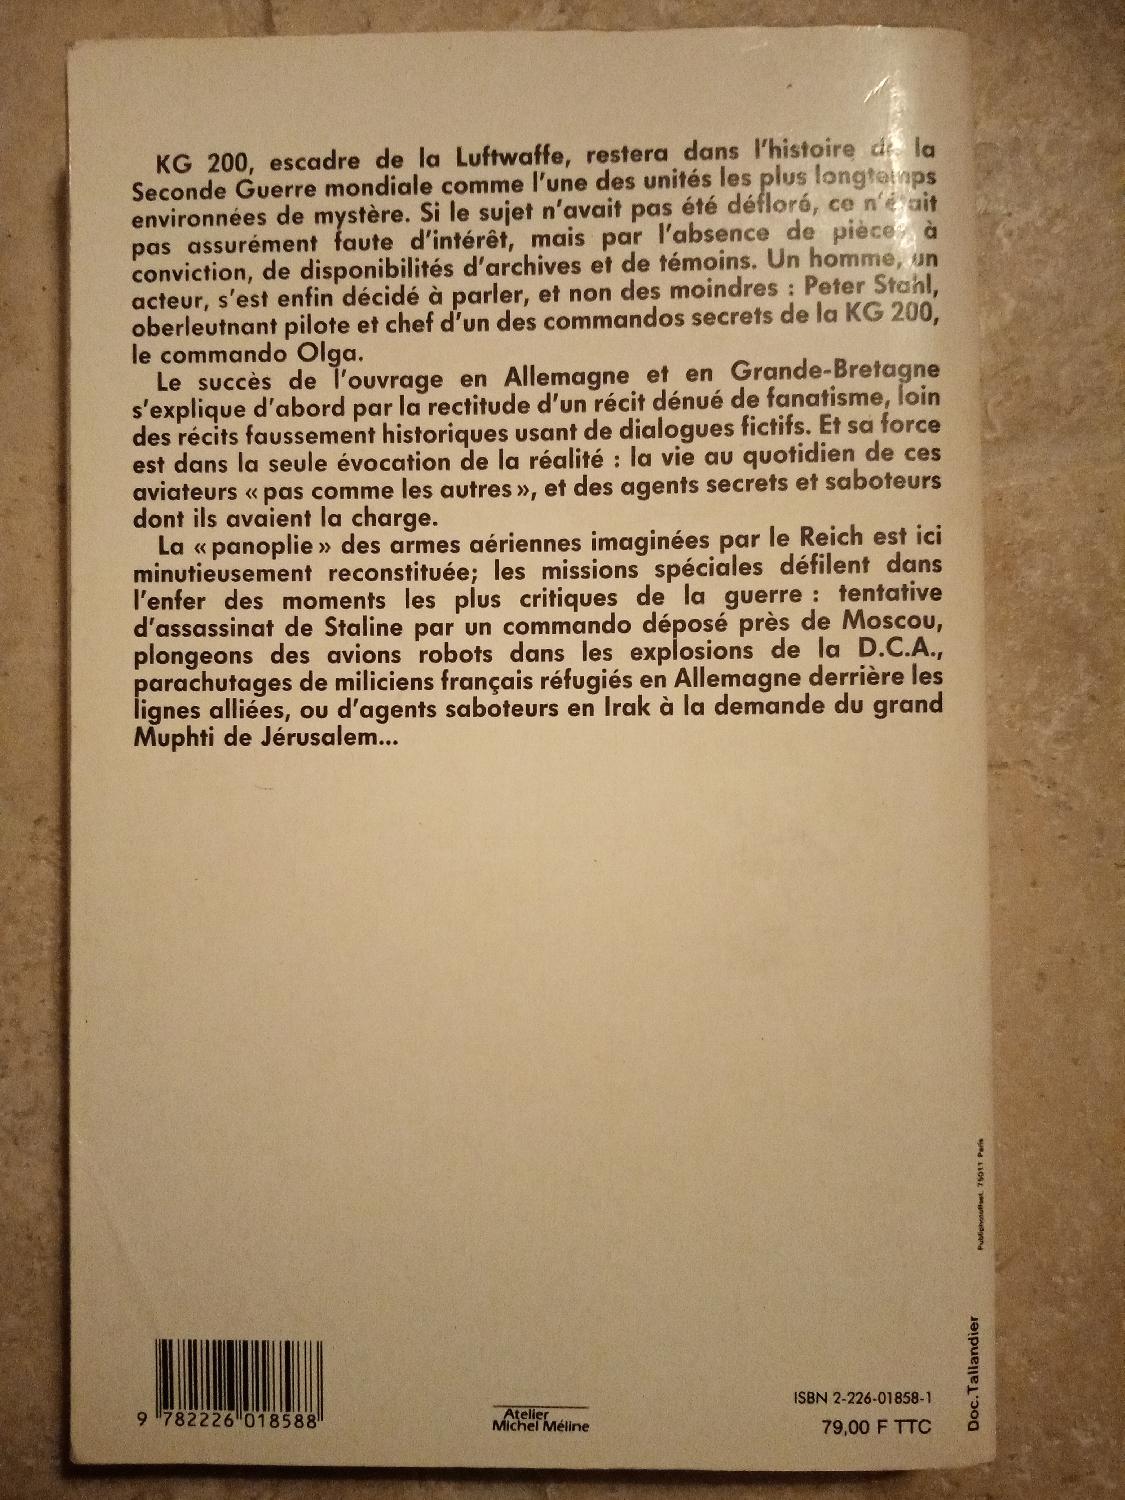 KG 200, escadre de la Luftwaffe, restera dans l'histoire de la
Seconde Guerre mondiale comme l'une des unités les plus longtemps
environnées de mystère. Si le sujet n'avait pas été défloré, ce n'était
pas assurément faute d'intérêt, mais par l'absence de pièces à
conviction, de disponibilités d'archives et de témoins. Un homme, un
acteur, s'est enfin décidé à parler, et non des moindres : Peter Stahl,
oberleutnant pilote et chef d'un des commandos secrets de la KG 200,
le commando Olga.
Le succès de l'ouvrage en Allemagne et en Grande-Bretagne
s'explique d'abord par la rectitude d'un récit dénué de fanatisme, loin
des récits faussement historiques usant de dialogues fictifs. Et sa force
est dans la seule évocation de la réalité : la vie au quotidien de ces
aviateurs « pas comme les autres », et des agents secrets et saboteurs
dont ils avaient la charge.
La « panoplie » des armes aériennes imaginées par le Reich est ici
minutieusement reconstituée; les missions spéciales défilent dans
l'enfer des moments les plus critiques de la guerre : tentative
d'assassinat de Staline par un commando déposé près de Moscou,
plongeons des avions robots dans les explosions de la D.C.A.,
parachutages de miliciens français réfugiés en Allemagne derrière les
lignes alliées, ou d'agents saboteurs en Irak à la demande du grand
Muphti de Jérusalem...
Publiphotoffset. 75011 Paris
Doc. Tallandier
9 782226 018588
Atelier
Michel Méline
ISBN 2-226-01858-1
79,00 F TTC